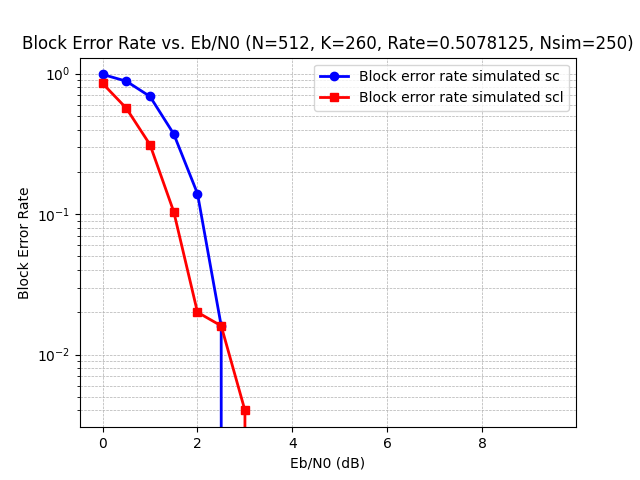 Block Error Rate vs. Eb/N0 (N=512, K=260, Rate=0.5078125, Nsim=250)
Block error rate simulated sc
Block error rate simulated scl
Block Error Rate
10⁰
10⁻¹
10⁻²
0 2 4 6 8
Eb/N0 (dB)